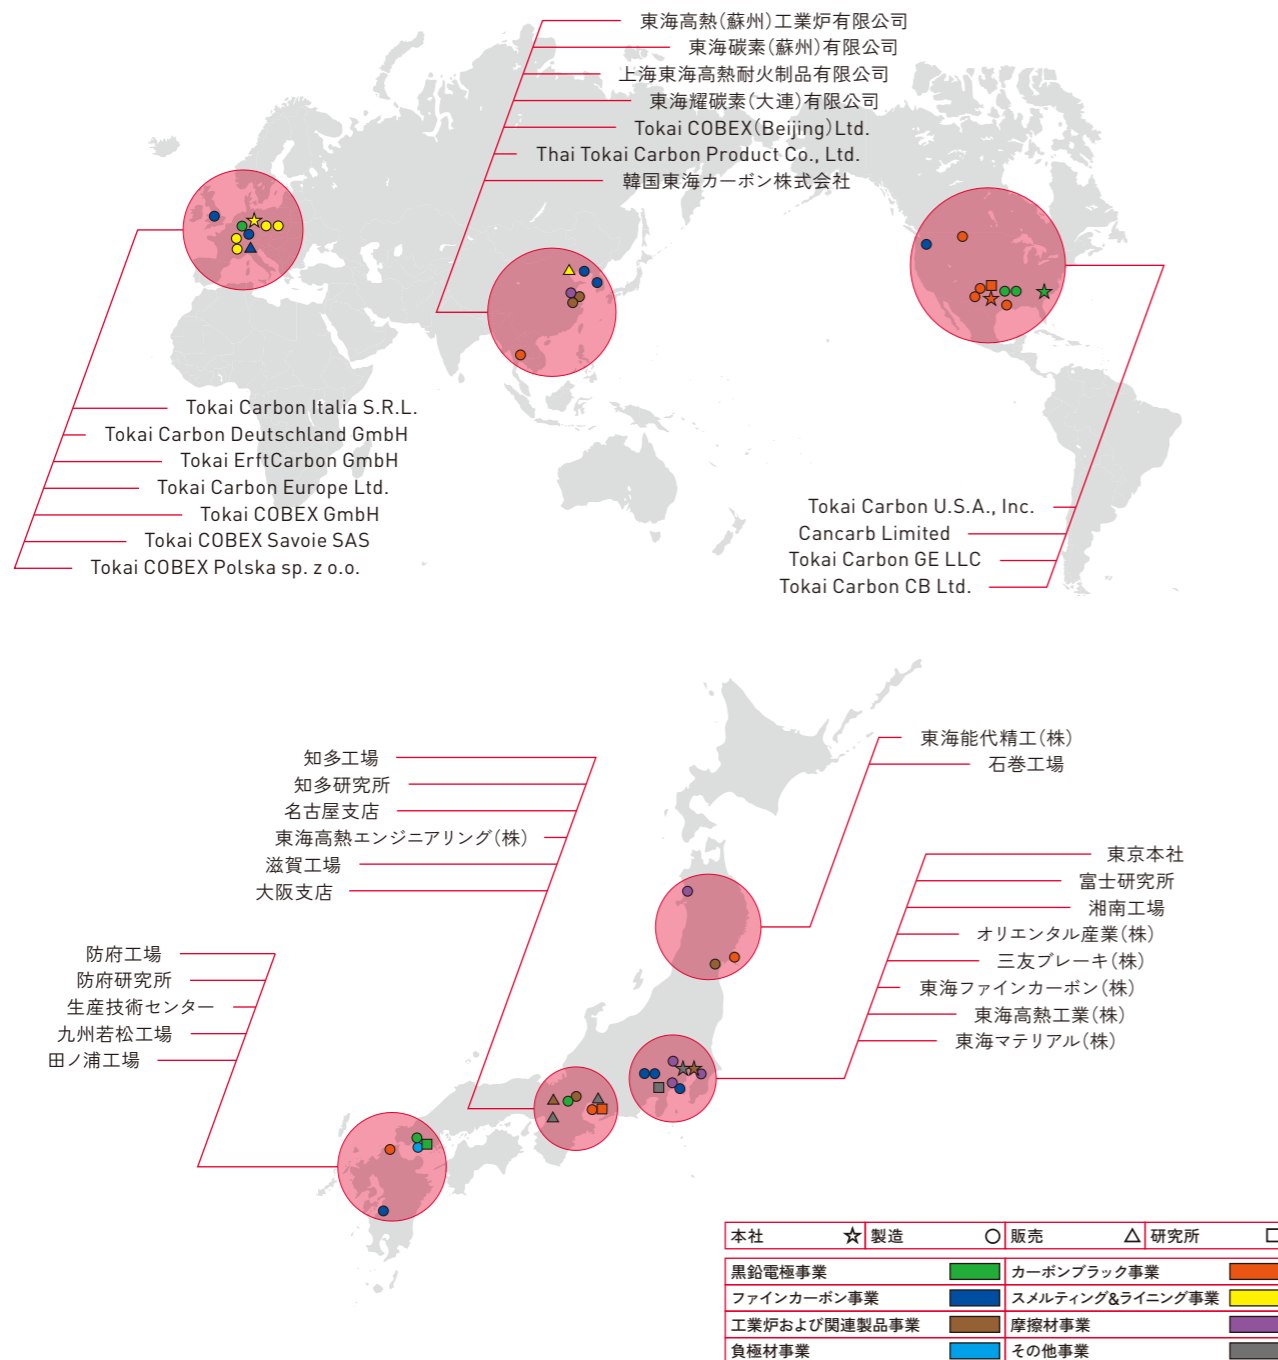 東海高熱(蘇州)工業炉有限公司
東海碳素(蘇州)有限公司
上海東海高熱耐火制品有限公司
東海耀碳素(大連)有限公司
Tokai COBEX(Beijing)Ltd.
Thai Tokai Carbon Product Co., Ltd.
韓国東海カーボン株式会社
Tokai Carbon Italia S.R.L.
Tokai Carbon Deutschland GmbH
Tokai ErftCarbon GmbH
Tokai Carbon Europe Ltd.
Tokai COBEX GmbH
Tokai COBEX Savoie SAS
Tokai COBEX Polska sp. z o.o.
Tokai Carbon U.S.A., Inc.
Cancarb Limited
Tokai Carbon GE LLC
Tokai Carbon CB Ltd.
知多工場
知多研究所
名古屋支店
東海高熱エンジニアリング(株)
滋賀工場
大阪支店
東海能代精工(株)
石巻工場
東京本社
富士研究所
湘南工場
オリエンタル産業(株)
三友ブレーキ(株)
東海ファインカーボン(株)
東海高熱工業(株)
東海マテリアル(株)
防府工場
防府研究所
生産技術センター
九州若松工場
田ノ浦工場
本社 ☆ 製造 ○ 販売 △ 研究所 □
黒鉛電極事業 カーボンブラック事業
ファインカーボン事業 スメルティング&ライニング事業
工業炉および関連製品事業 摩擦材事業
負極材事業 その他事業